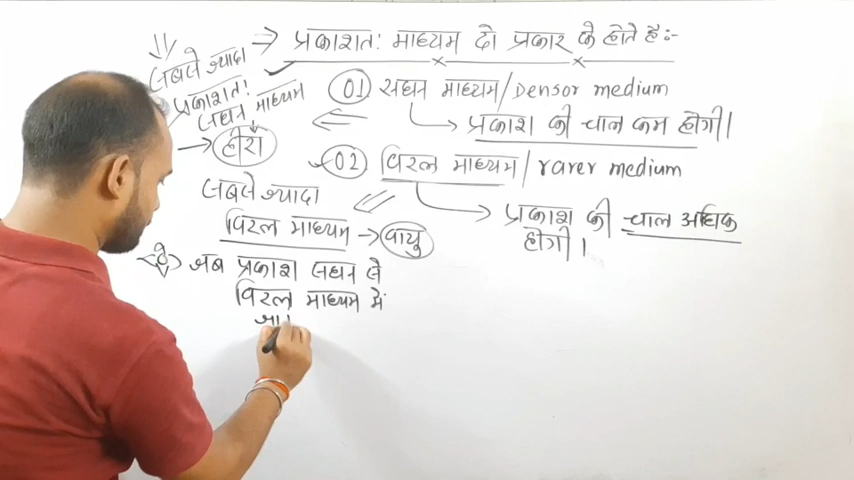 ⇒ प्रकाशतः माध्यम दो प्रकार के होते है:-
01 सघन माध्यम/Densor medium
प्रकाश की चाल कम होगी।
सबसे ज्यादा
प्रकाशतः
सघन माध्यम
→ हीरा
02 विरल माध्यम/rarer medium
प्रकाश की चाल अधिक
होगी।
सबसे ज्यादा
विरल माध्यम → वायु
जब प्रकाश सघन से
विरल माध्यम में
जा